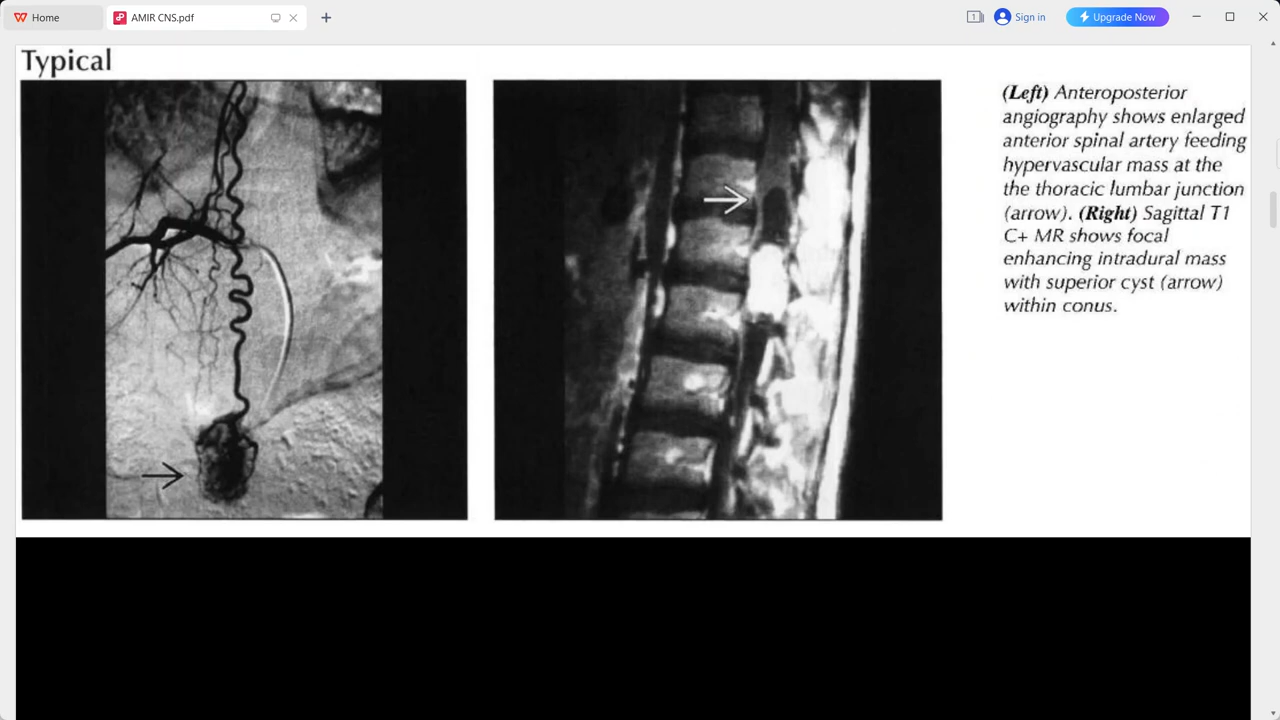 Home
AMIR CNS.pdf
1
Sign in
Upgrade Now
Typical
(Left) Anteroposterior
angiography shows enlarged
anterior spinal artery feeding
hypervascular mass at the
the thoracic lumbar junction
(arrow). (Right) Sagittal T1
C+ MR shows focal
enhancing intradural mass
with superior cyst (arrow)
within conus.